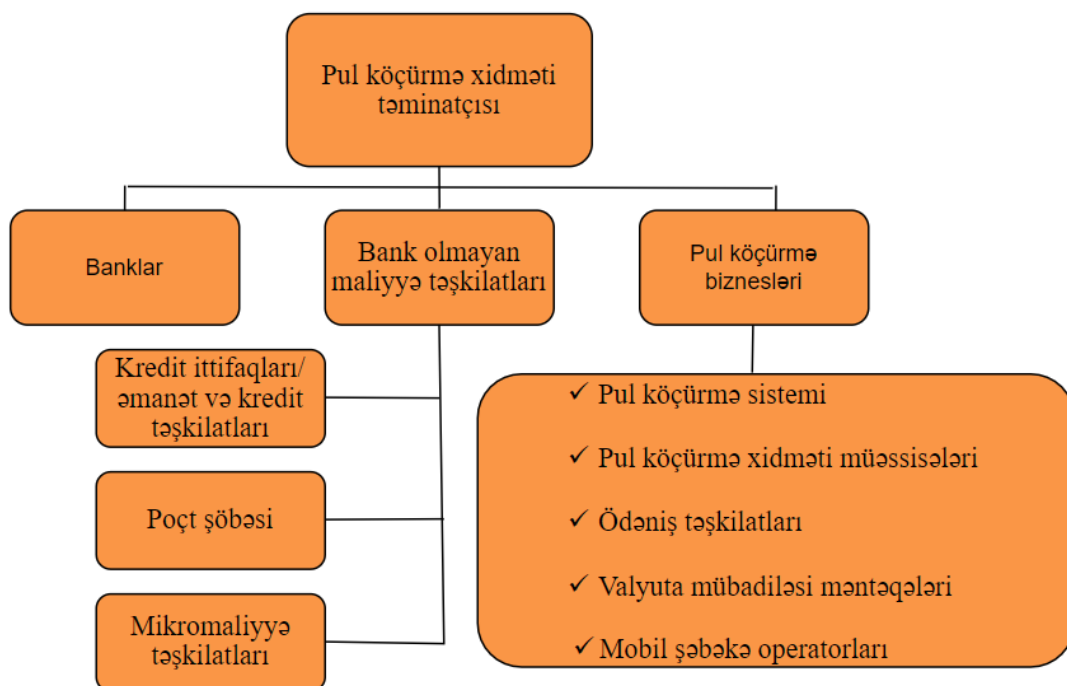 Pul köçürmə xidməti
təminatçısı
Banklar
Bank olmayan
maliyyə təşkilatları
Pul köçürmə
biznesləri
Kredit ittifaqları/
əmanət və kredit
təşkilatları
Poçt şöbəsi
Mikromaliyyə
təşkilatları
✓ Pul köçürmə sistemi
✓ Pul köçürmə xidməti müəssisələri
✓ Ödəniş təşkilatları
✓ Valyuta mübadiləsi məntəqələri
✓ Mobil şəbəkə operatorları